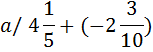 a/ 4 1/5 + (-2 3/10)